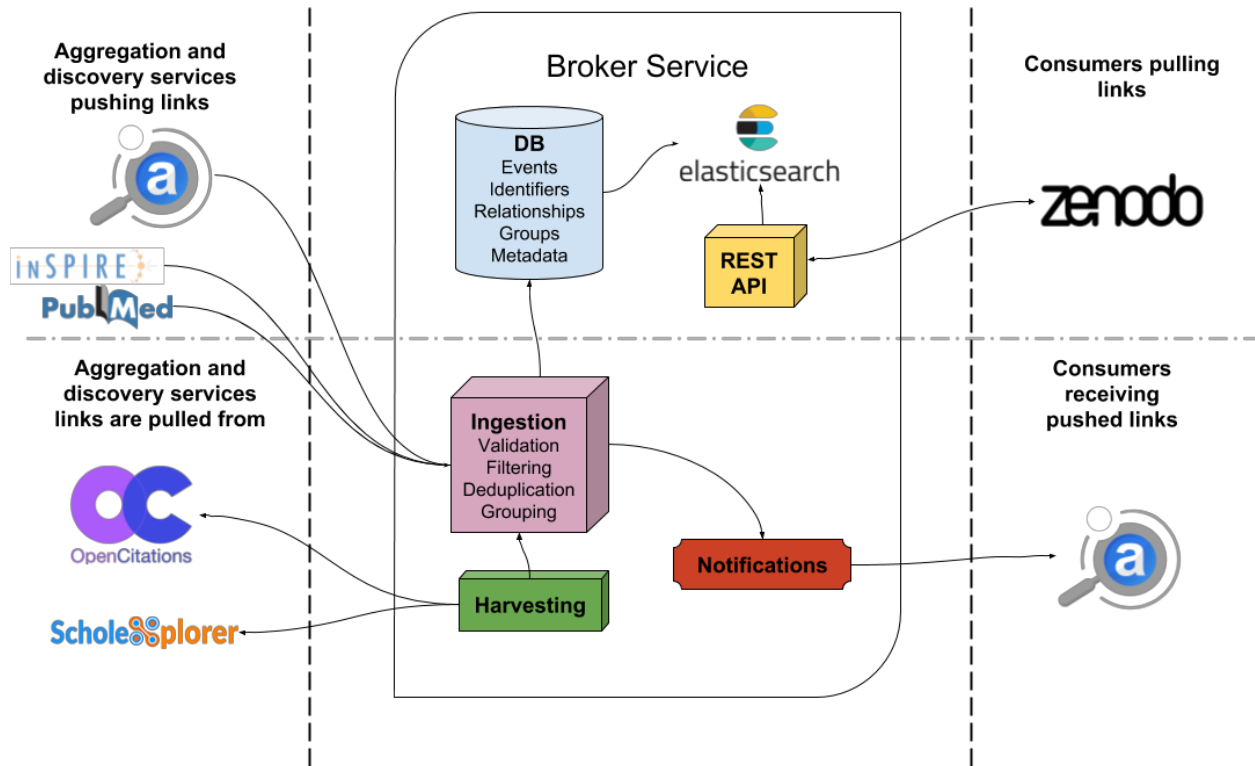 Aggregation and
discovery services
pushing links
a
inSPIRE
PubMed
Aggregation and
discovery services
links are pulled from
OpenCitations
ScholeXplorer
Broker Service
DB
Events
Identifiers
Relationships
Groups
Metadata
elasticsearch
REST
API
Ingestion
Validation
Filtering
Deduplication
Grouping
Notifications
Harvesting
Consumers pulling
links
zenodo
Consumers
receiving
pushed links
a